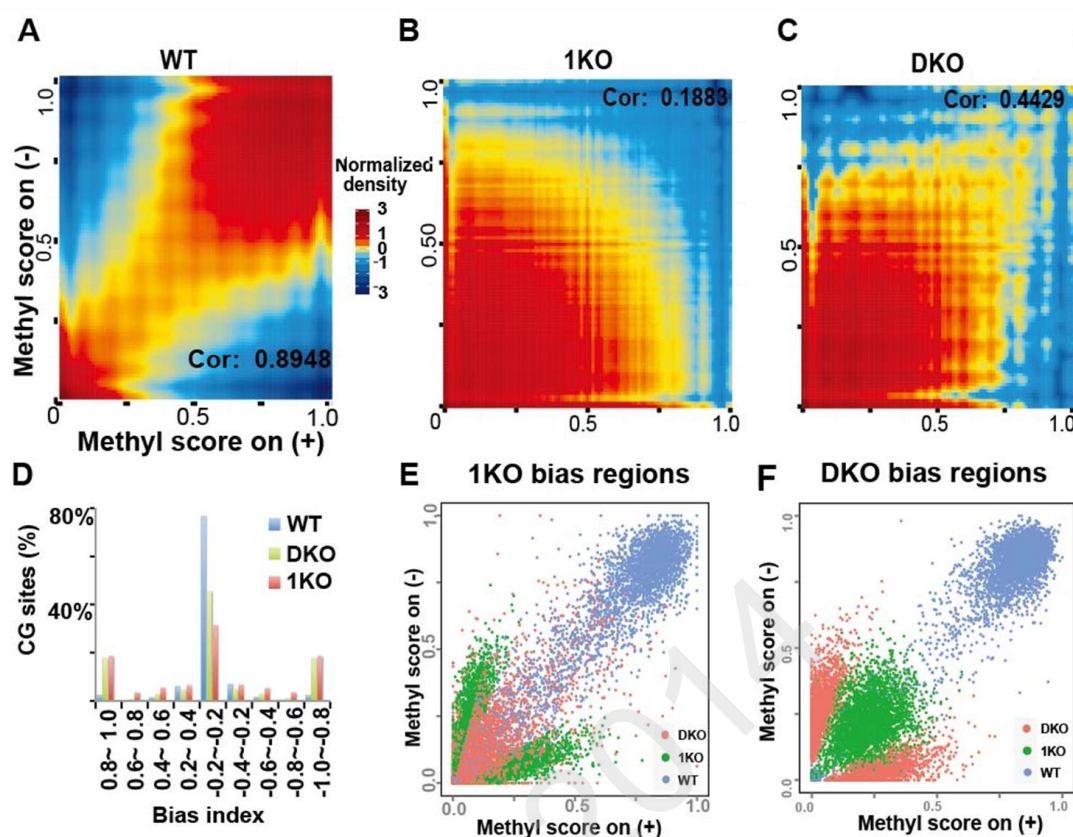 A
WT
1.0
0.5
Methyl score on (-)
Cor: 0.8948
0
0.5
1.0
Methyl score on (+)
Normalized
density
3
1
0
-1
-3
B
1KO
Cor: 0.1883
1.0
0.50
0
0.5
1.0
C
DKO
Cor: 0.4429
1.0
0.5
0
0.5
1.0
D
80%
40%
CG sites (%)
WT
DKO
1KO
0.8~ 1.0
0.6~ 0.8
0.4~ 0.6
0.2~ 0.4
-0.2~0.2
-0.4~-0.2
-0.6~-0.4
-0.8~-0.6
-1.0~-0.8
Bias index
E
1KO bias regions
1.0
0.5
0.0
Methyl score on (-)
DKO
1KO
WT
0.0
0.5
1.0
Methyl score on (+)
F
DKO bias regions
1.0
0.5
0.0
Methyl score on (-)
DKO
1KO
WT
0.0
0.5
1.0
Methyl score on (+)
2014